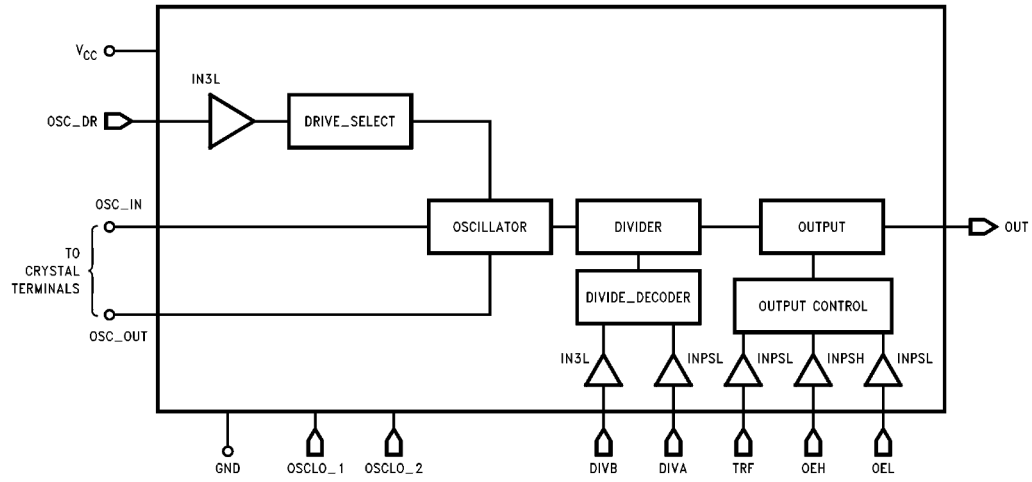 VCC
IN3L
OSC_DR
DRIVE_SELECT
OSC_IN
OSCILLATOR
DIVIDER
OUTPUT
OUT
TO
CRYSTAL
TERMINALS
DIVIDE_DECODER
OUTPUT CONTROL
OSC_OUT
IN3L
INPSL
INPSL
INPSH
INPSL
GND
OSCLO_1
OSCLO_2
DIVB
DIVA
TRF
OEH
OEL